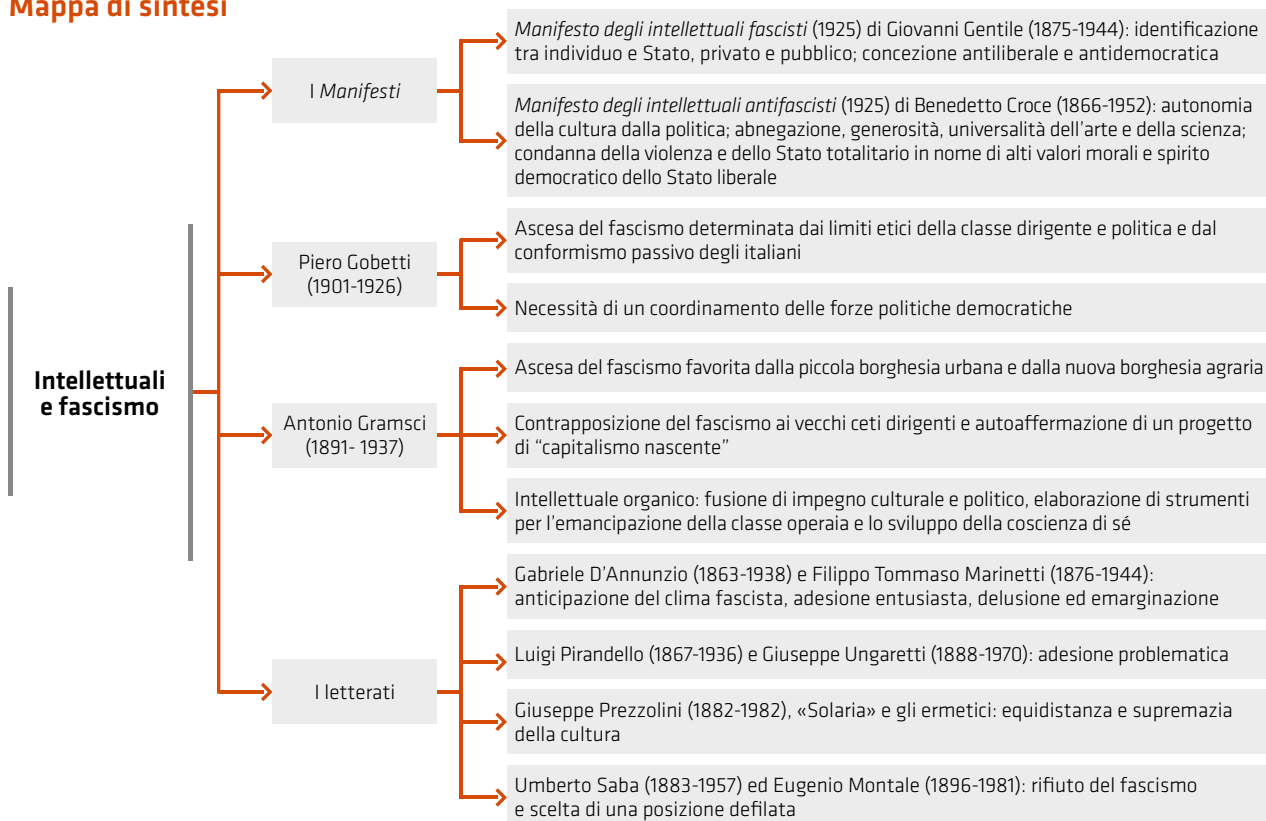 Mappa di sintesi
Intellettuali
e fascismo
I Manifesti
Manifesto degli intellettuali fascisti (1925) di Giovanni Gentile (1875-1944): identificazione
tra individuo e Stato, privato e pubblico; concezione antiliberale e antidemocratica
Manifesto degli intellettuali antifascisti (1925) di Benedetto Croce (1866-1952): autonomia
della cultura dalla politica; abnegazione, generosità, universalità dell'arte e della scienza;
condanna della violenza e dello Stato totalitario in nome di alti valori morali e spirito
democratico dello Stato liberale
Piero Gobetti
(1901-1926)
Ascesa del fascismo determinata dai limiti etici della classe dirigente e politica e dal
conformismo passivo degli italiani
Necessità di un coordinamento delle forze politiche democratiche
Antonio Gramsci
(1891- 1937)
Ascesa del fascismo favorita dalla piccola borghesia urbana e dalla nuova borghesia agraria
Contrapposizione del fascismo ai vecchi ceti dirigenti e autoaffermazione di un progetto
di "capitalismo nascente"
Intellettuale organico: fusione di impegno culturale e politico, elaborazione di strumenti
per l'emancipazione della classe operaia e lo sviluppo della coscienza di sé
I letterati
Gabriele D'Annunzio (1863-1938) e Filippo Tommaso Marinetti (1876-1944):
anticipazione del clima fascista, adesione entusiasta, delusione ed emarginazione
Luigi Pirandello (1867-1936) e Giuseppe Ungaretti (1888-1970): adesione problematica
Giuseppe Prezzolini (1882-1982), «Solaria» e gli ermetici: equidistanza e supremazia
della cultura
Umberto Saba (1883-1957) ed Eugenio Montale (1896-1981): rifiuto del fascismo
e scelta di una posizione defilata